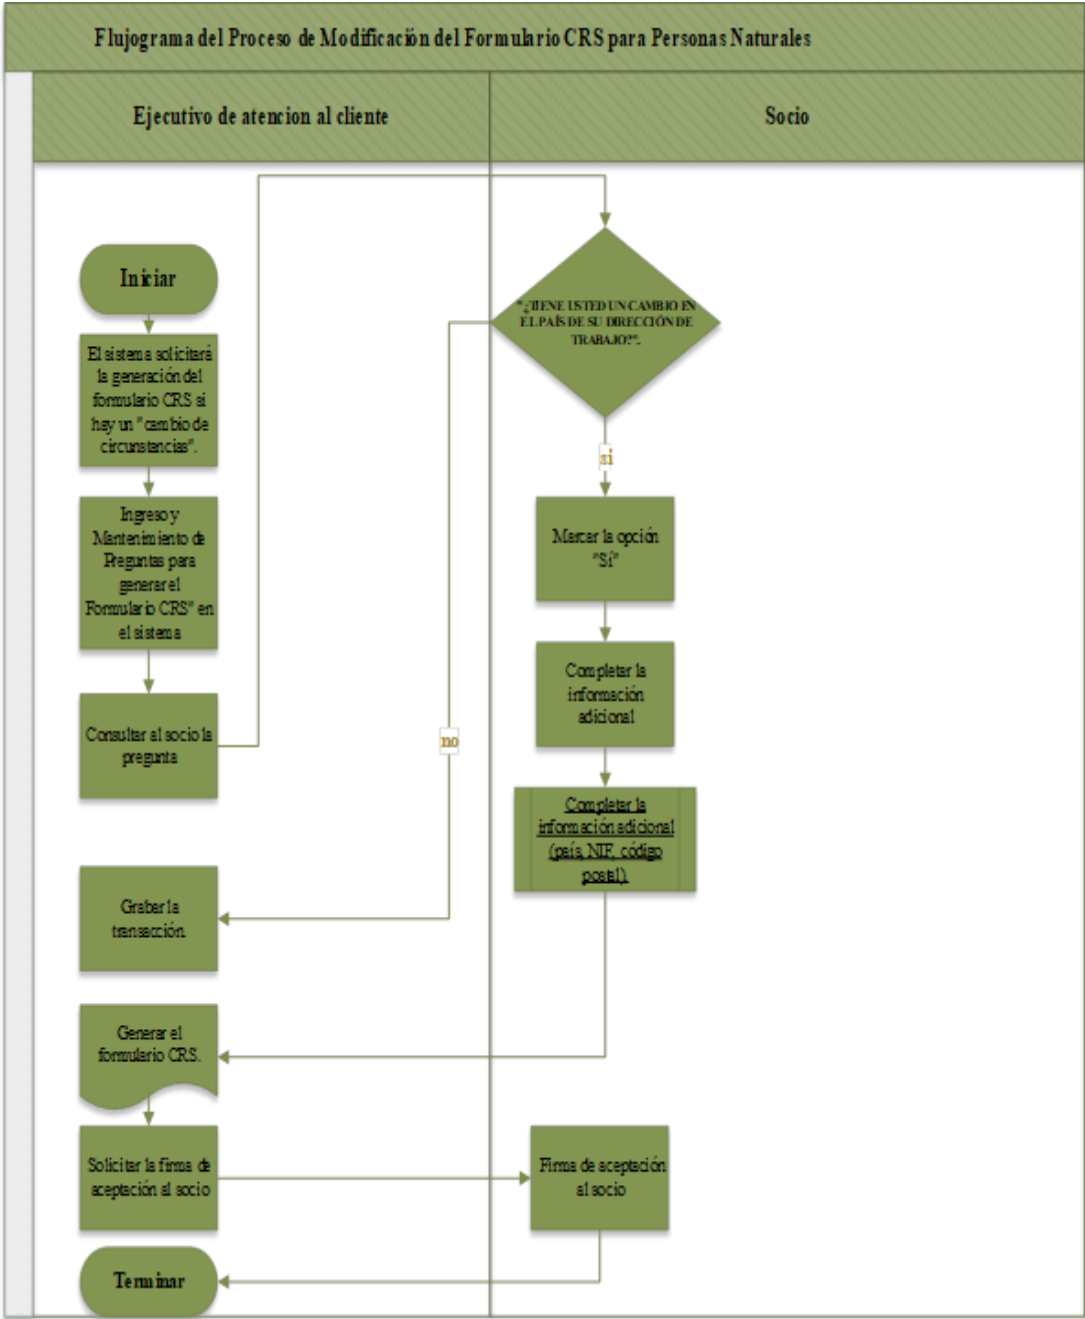 Flujograma del Proceso de Modificación del Formulario CRS para Personas Naturales
Ejecutivo de atencion al cliente
Socio
Iniciar
El sistema solicitará
la generación del
formulario CRS si
hay un "cambio de
circunstancias".
Ingreso y
Mantenimiento de
Preguntas para
generar el
Formulario CRS" en
el sistema
Consultar al socio la
pregunta
"¿TIENE USTED UN CAMBIO EN
EL PAÍS DE SU DIRECCIÓN DE
TRABAJO?".
si
Marcar la opción
"Sí"
Completar la
información
adicional
no
Completar la
información adicional
(país, NIF, código
postal).
Grabar la
transacción.
Generar el
formulario CRS.
Solicitar la firma de
aceptación al socio
Firma de aceptación
al socio
Terminar